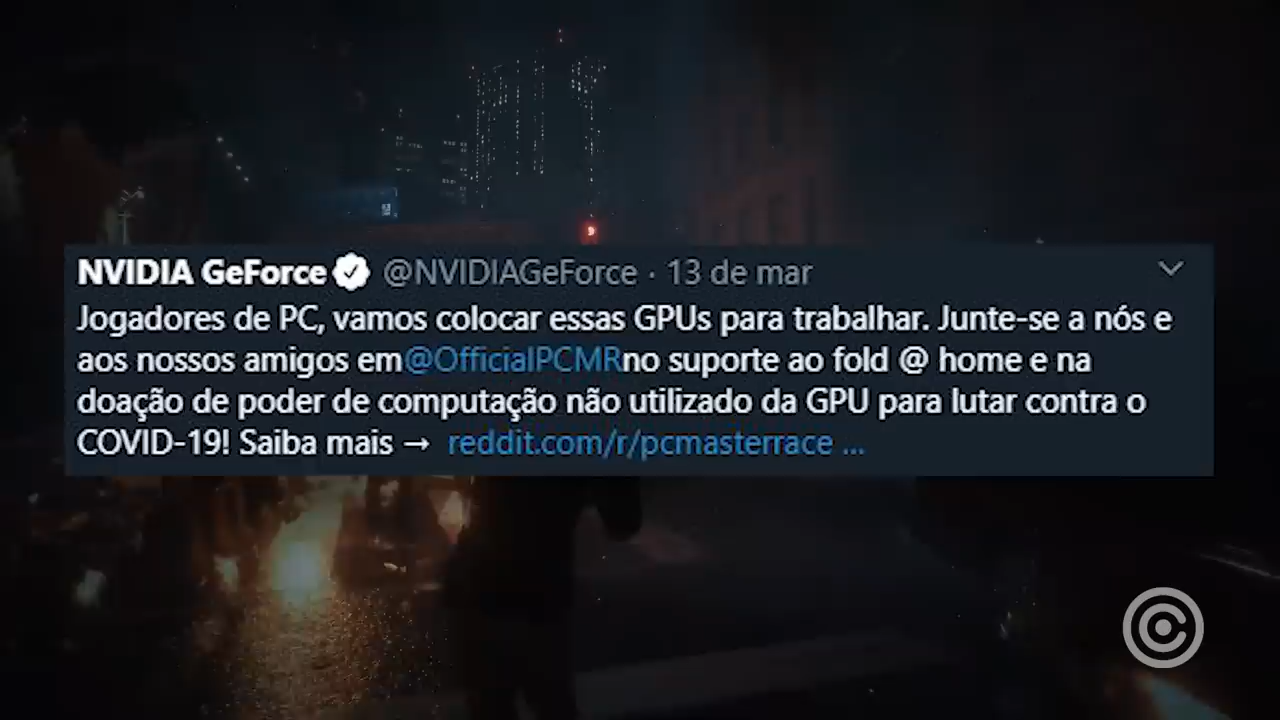 NVIDIA GeForce @NVIDIAGeForce · 13 de mar
Jogadores de PC, vamos colocar essas GPUs para trabalhar. Junte-se a nós e
aos nossos amigos em@OfficialPCMRno suporte ao fold @ home e na
doação de poder de computação não utilizado da GPU para lutar contra o
COVID-19! Saiba mais → reddit.com/r/pcmasterrace ...